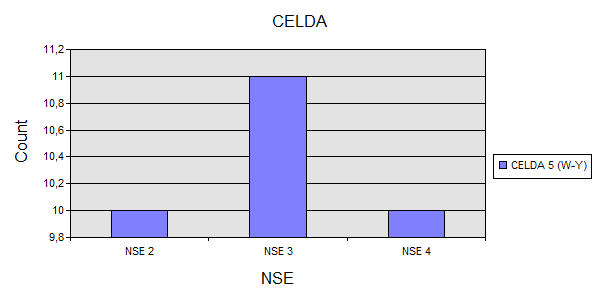 CELDA
11,2
11
10,8
10,6
10,4
10,2
10
9,8
Count
NSE 2
NSE 3
NSE 4
NSE
CELDA 5 (W-Y)